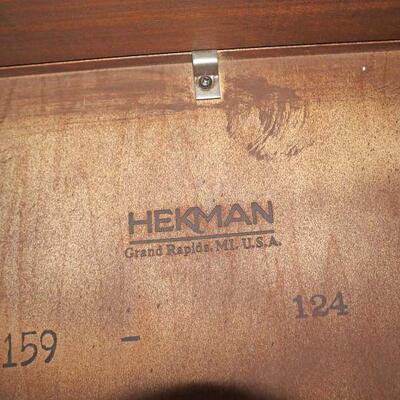 HEKMAN
Grand Rapids, MI. U.S.A.
124
159 -